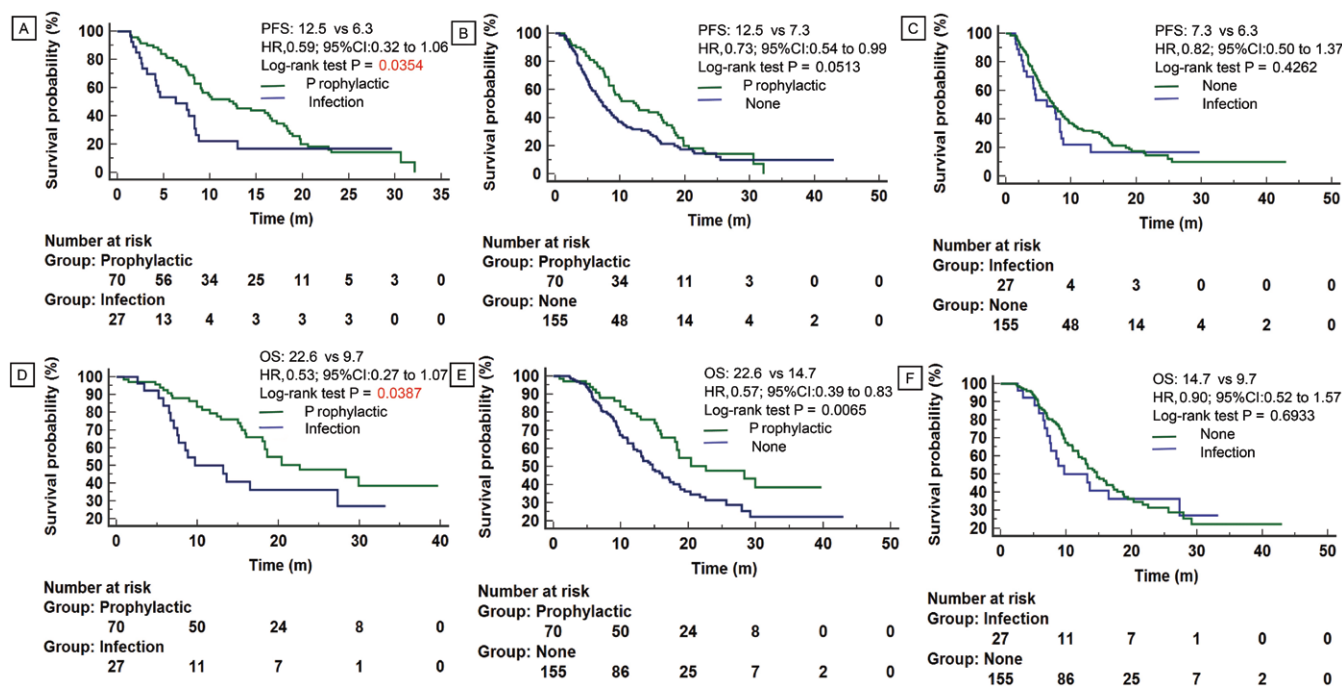 A
Survival probability (%)
100
80
60
40
20
0
PFS: 12.5 vs 6.3
HR,0.59; 95%CI:0.32 to 1.06
Log-rank test P = 0.0354
P rophylactic
Infection
0 5 10 15 20 25 30 35
Time (m)
Number at risk
Group: Prophylactic
70 56 34 25 11 5 3 0
Group: Infection
27 13 4 3 3 3 0 0
B
Survival probability (%)
100
80
60
40
20
0
PFS: 12.5 vs 7.3
HR,0.73; 95%CI:0.54 to 0.99
Log-rank test P = 0.0513
P rophylactic
None
0 10 20 30 40 50
Time (m)
Number at risk
Group: Prophylactic
70 34 11 3 0 0
Group: None
155 48 14 4 2 0
C
Survival probability (%)
100
80
60
40
20
0
PFS: 7.3 vs 6.3
HR,0.82; 95%CI:0.50 to 1.37
Log-rank test P = 0.4262
None
Infection
0 10 20 30 40 50
Time (m)
Number at risk
Group: Infection
27 4 3 0 0 0
Group: None
155 48 14 4 2 0
D
Survival probability (%)
100
90
80
70
60
50
40
30
20
OS: 22.6 vs 9.7
HR,0.53; 95%CI:0.27 to 1.07
Log-rank test P = 0.0387
P rophylactic
Infection
0 10 20 30 40
Time (m)
Number at risk
Group: Prophylactic
70 50 24 8 0
Group: Infection
27 11 7 1 0
E
Survival probability (%)
100
90
80
70
60
50
40
30
20
OS: 22.6 vs 14.7
HR,0.57; 95%CI:0.39 to 0.83
Log-rank test P = 0.0065
P rophylactic
None
0 10 20 30 40 50
Time (m)
Number at risk
Group: Prophylactic
70 50 24 8 0 0
Group: None
155 86 25 7 2 0
F
Survival probability (%)
100
90
80
70
60
50
40
30
20
OS: 14.7 vs 9.7
HR,0.90; 95%CI:0.52 to 1.57
Log-rank test P = 0.6933
None
Infection
0 10 20 30 40 50
Time (m)
Number at risk
Group: Infection
27 11 7 1 0 0
Group: None
155 86 25 7 2 0